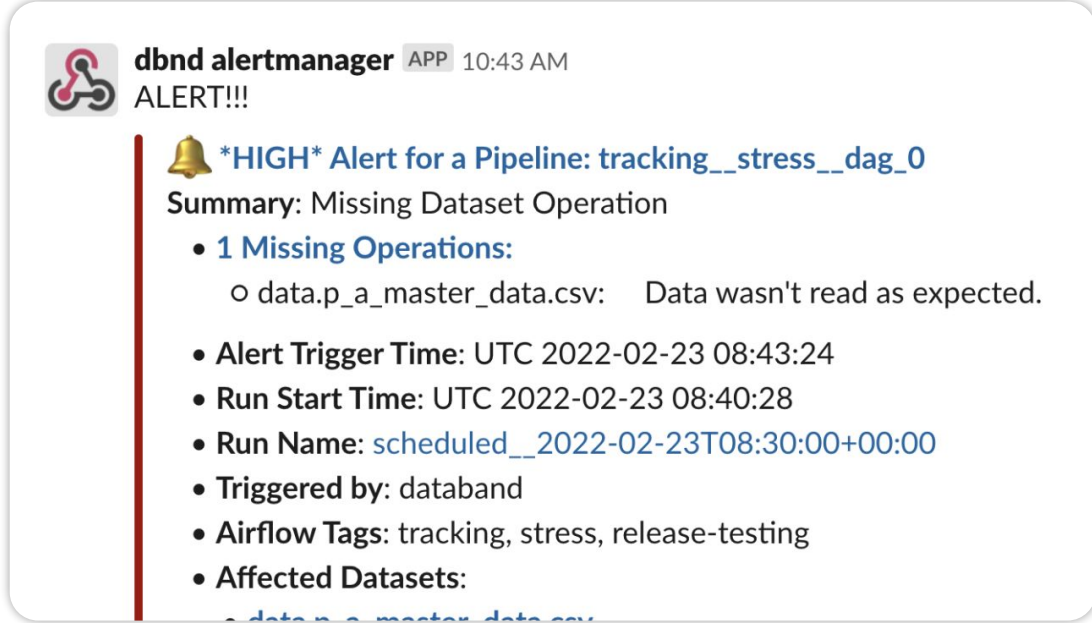 dbnd alertmanager APP 10:43 AM
ALERT!!!
*HIGH* Alert for a Pipeline: tracking__stress__dag_0
Summary: Missing Dataset Operation
• 1 Missing Operations:
○ data.p_a_master_data.csv: Data wasn't read as expected.
• Alert Trigger Time: UTC 2022-02-23 08:43:24
• Run Start Time: UTC 2022-02-23 08:40:28
• Run Name: scheduled__2022-02-23T08:30:00+00:00
• Triggered by: databand
• Airflow Tags: tracking, stress, release-testing
• Affected Datasets:
• data.p_a_master_data.csv